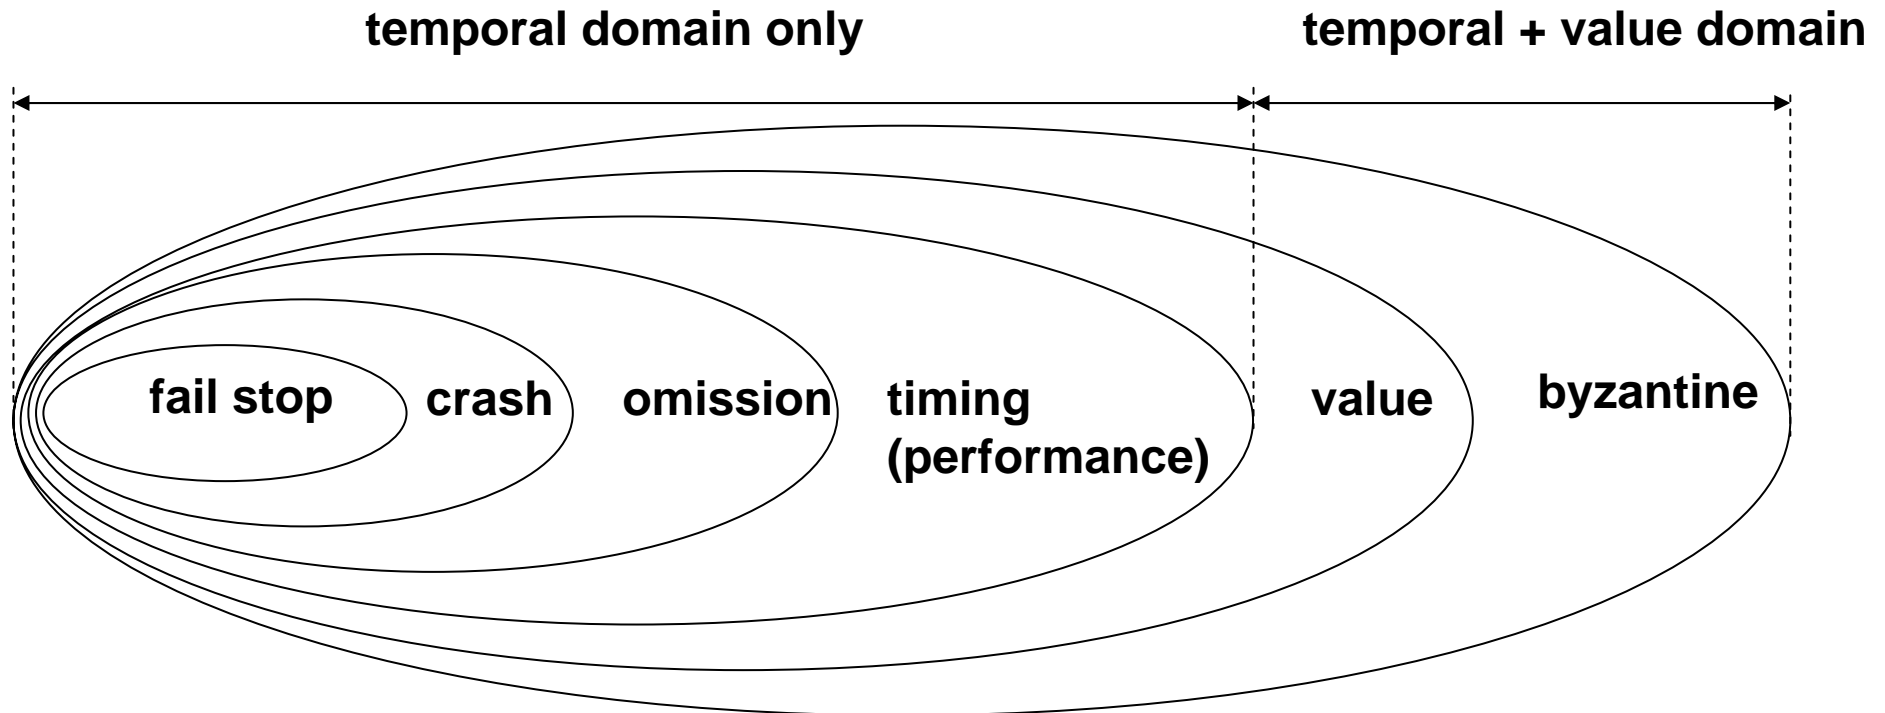 temporal domain only
temporal + value domain
fail stop
crash
omission
timing
(performance)
value
byzantine